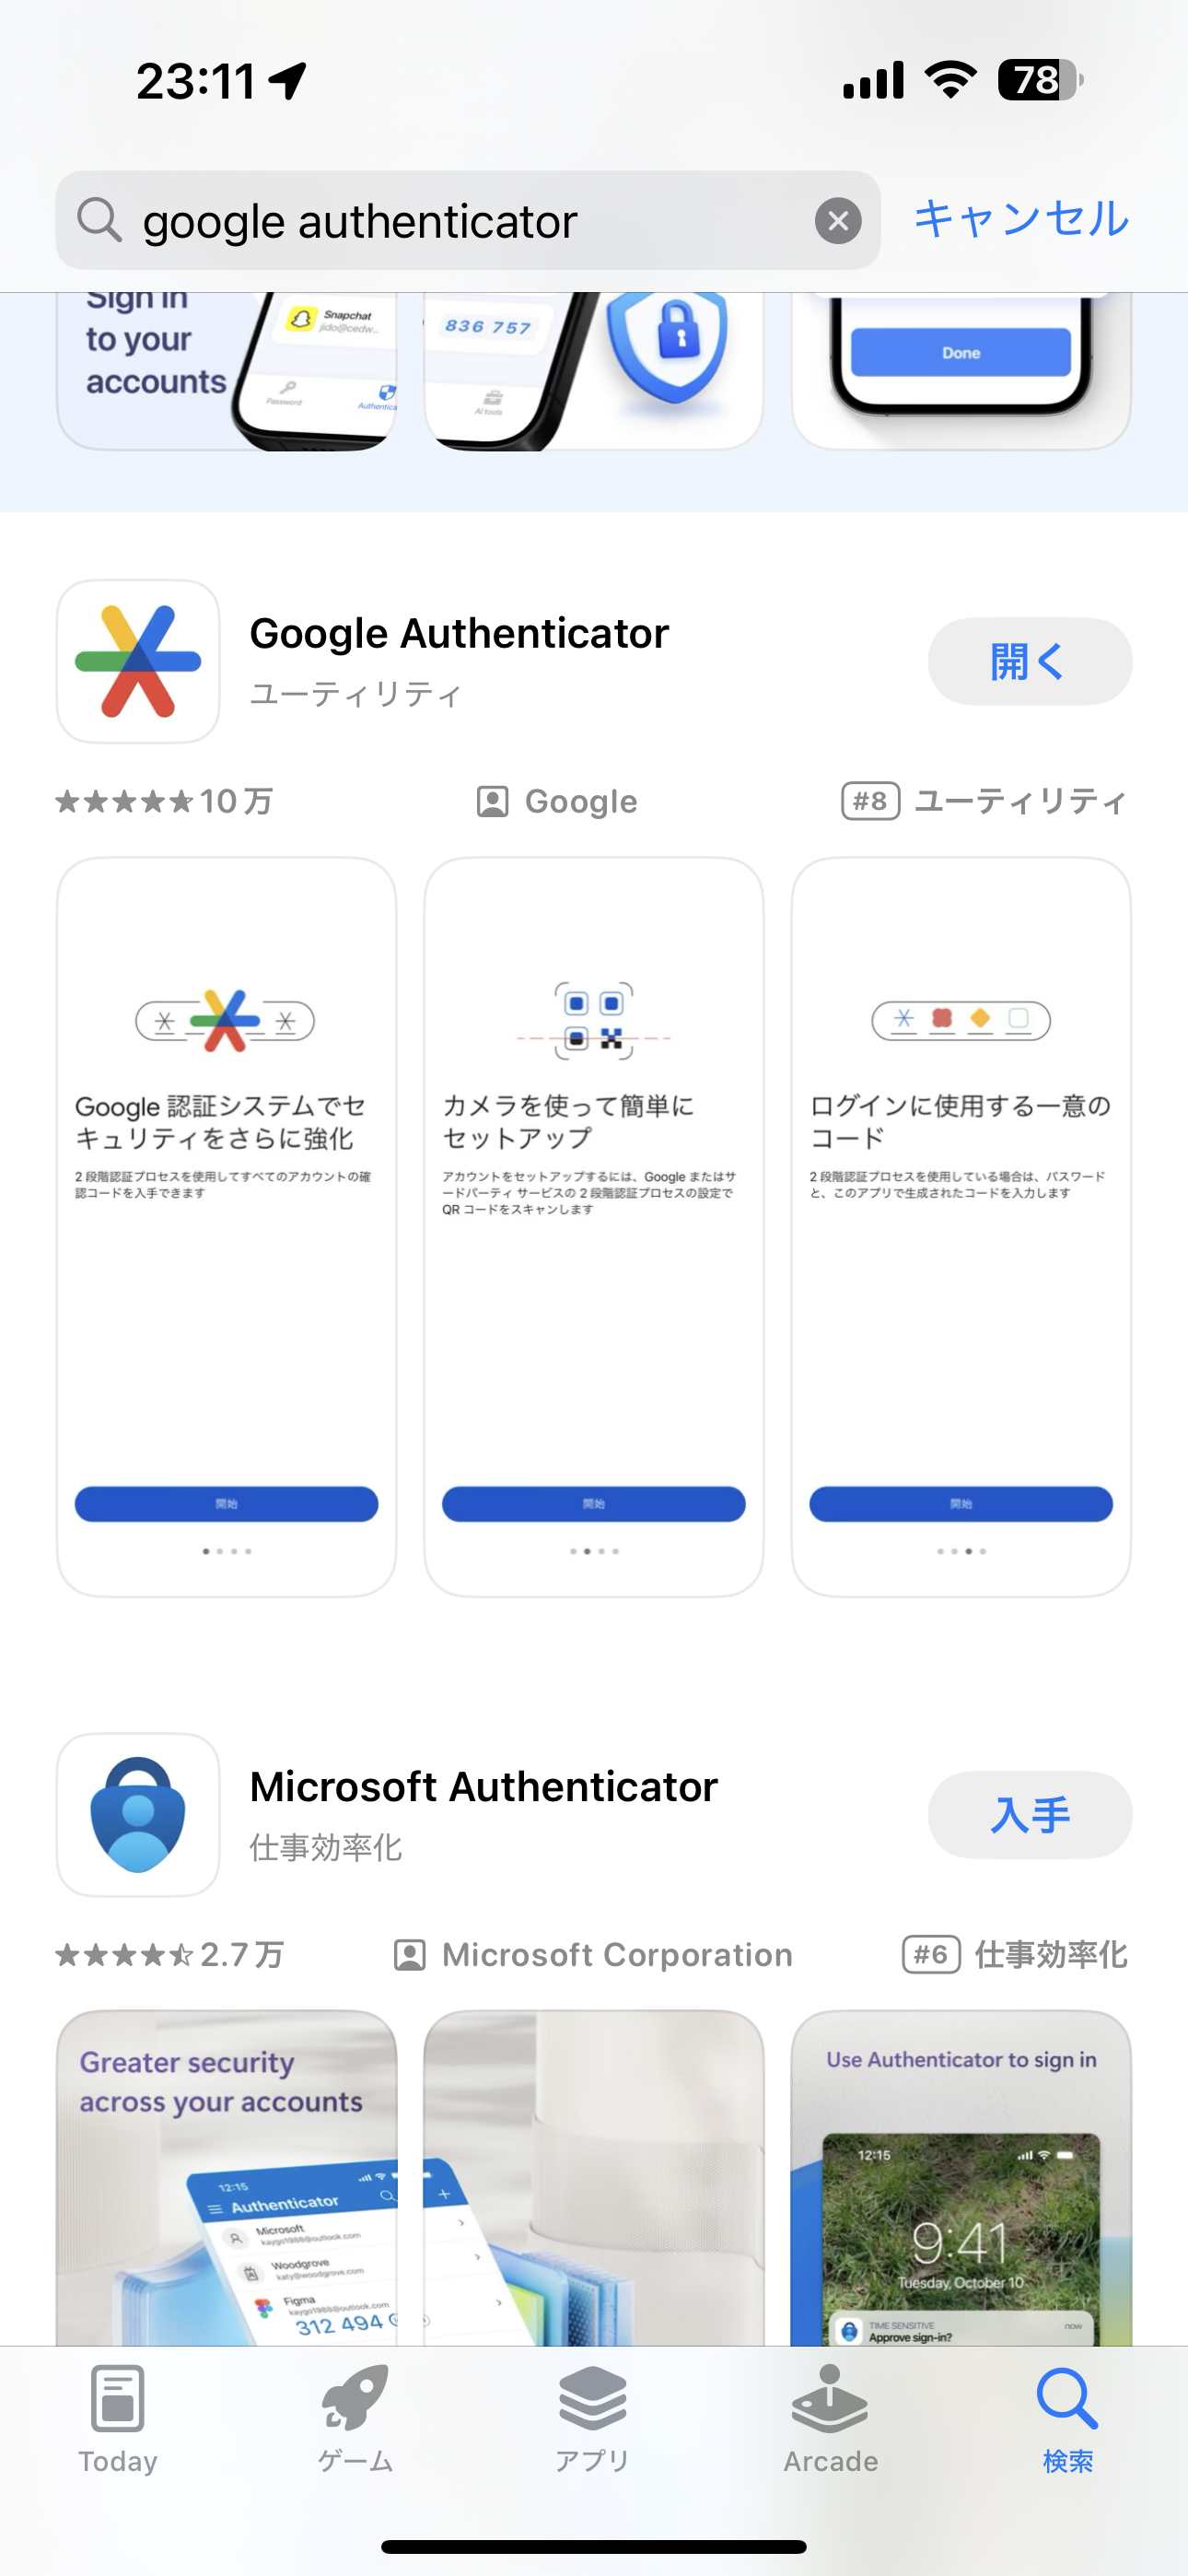 23:11
78
google authenticator
キャンセル
Sign in
to your
accounts
Snapchat
jido@cedw...
Password
Authentica
836 757
AI tools
Done
Google Authenticator
ユーティリティ
開く
10万
Google
#8 ユーティリティ
Google 認証システムでセ
キュリティをさらに強化
2 段階認証プロセスを使用してすべてのアカウントの確
認コードを入手できます
開始
カメラを使って簡単に
セットアップ
アカウントをセットアップするには、Google またはサ
ードパーティ サービスの 2 段階認証プロセスの設定で
QR コードをスキャンします
開始
ログインに使用する一意の
コード
2 段階認証プロセスを使用している場合は、パスワード
と、このアプリで生成されたコードを入力します
開始
Microsoft Authenticator
仕事効率化
入手
2.7万
Microsoft Corporation
#6 仕事効率化
Greater security
across your accounts
12:15
Authenticator
Microsoft
kaygo1988@outlook.com
Woodgrove
katy@woodgrove.com
Figma
kaygo1988@outlook.com
312 494
Use Authenticator to sign in
12:15
9:41
Tuesday, October 10
TIME SENSITIVE
now
Approve sign-in?
Today
ゲーム
アプリ
Arcade
検索